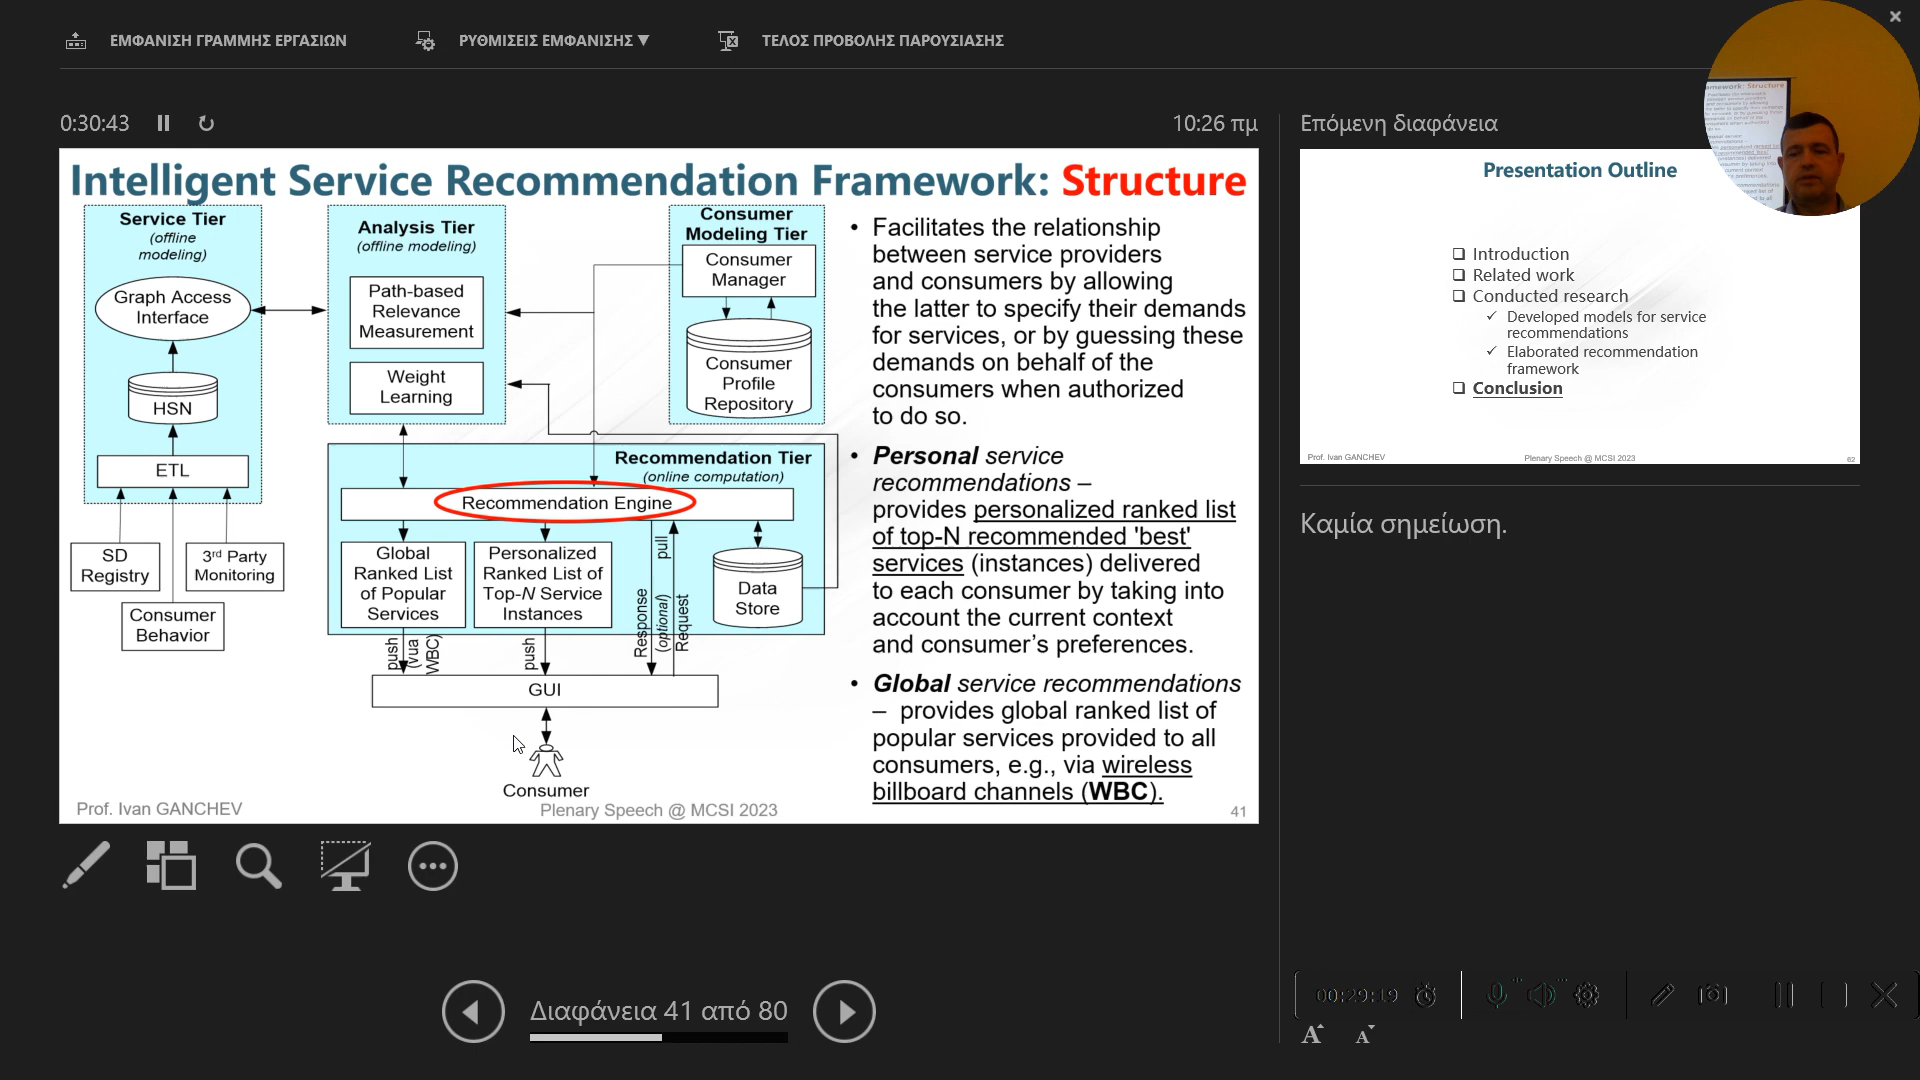 ΕΜΦΑΝΙΣΗ ΓΡΑΜΜΗΣ ΕΡΓΑΣΙΩΝ
ΡΥΘΜΙΣΕΙΣ ΕΜΦΑΝΙΣΗΣ ▼
ΤΕΛΟΣ ΠΡΟΒΟΛΗΣ ΠΑΡΟΥΣΙΑΣΗΣ
0:30:43
10:26 πμ
Intelligent Service Recommendation Framework: Structure
Service Tier
(offline
modeling)
Graph Access
Interface
HSN
ETL
SD
Registry
3rd Party
Monitoring
Consumer
Behavior
Analysis Tier
(offline modeling)
Path-based
Relevance
Measurement
Weight
Learning
Consumer
Modeling Tier
Consumer
Manager
Consumer
Profile
Repository
Recommendation Tier
(online computation)
Recommendation Engine
Global
Ranked List
of Popular
Services
Personalized
Ranked List of
Top-N Service
Instances
Data
Store
push
(vua
WBC)
push
Response
(optional)
pull
Request
GUI
Consumer
• Facilitates the relationship
between service providers
and consumers by allowing
the latter to specify their demands
for services, or by guessing these
demands on behalf of the
consumers when authorized
to do so.
• Personal service
recommendations –
provides personalized ranked list
of top-N recommended 'best'
services (instances) delivered
to each consumer by taking into
account the current context
and consumer’s preferences.
• Global service recommendations
– provides global ranked list of
popular services provided to all
consumers, e.g., via wireless
billboard channels (WBC).
Prof. Ivan GANCHEV
Plenary Speech @ MCSI 2023
41
Διαφάνεια 41 από 80
Επόμενη διαφάνεια
Presentation Outline
Introduction
Related work
Conducted research
Developed models for service
recommendations
Elaborated recommendation
framework
Conclusion
Prof. Ivan GANCHEV
Plenary Speech @ MCSI 2023
62
Καμία σημείωση.
00:29:19
A A